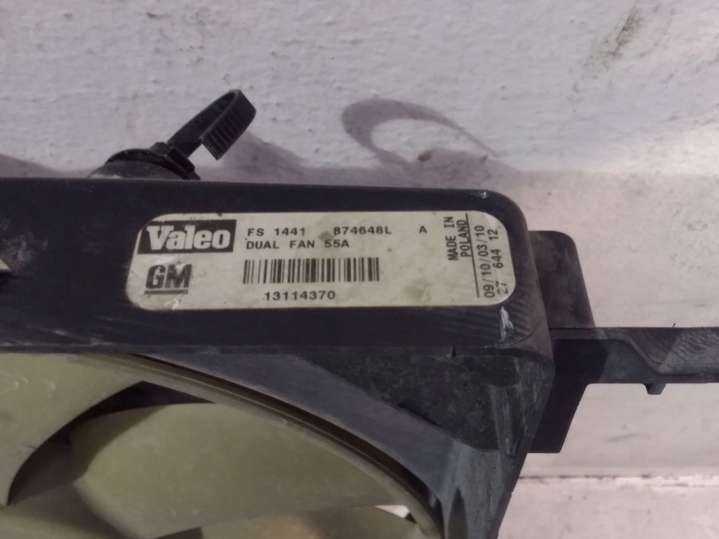 Valeo
FS 1441 874648L A
DUAL FAN 55A
GM
13114370
MADE IN
POLAND
09/10/03/10
27 644 12